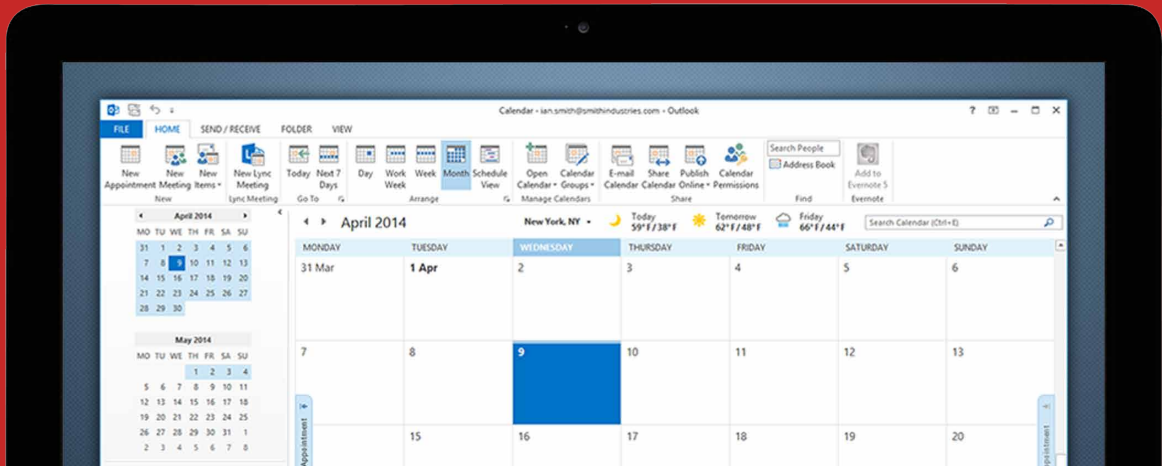 Calendar - ian.smith@smithindustries.com - Outlook
FILE HOME SEND / RECEIVE FOLDER VIEW
New Appointment
New Meeting
New Items
New Lync Meeting
Today
Next 7 Days
Day
Work Week
Week
Month
Schedule View
Open Calendar
Calendar Groups
E-mail Calendar
Share Calendar
Publish Online
Calendar Permissions
Search People
Address Book
Add to Evernote 5
New Lync Meeting Go To Arrange Manage Calendars Share Find Evernote
April 2014
MO TU WE TH FR SA SU
31 1 2 3 4 5 6
7 8 9 10 11 12 13
14 15 16 17 18 19 20
21 22 23 24 25 26 27
28 29 30
May 2014
MO TU WE TH FR SA SU
1 2 3 4
5 6 7 8 9 10 11
12 13 14 15 16 17 18
19 20 21 22 23 24 25
26 27 28 29 30 31 1
2 3 4 5 6 7 8
April 2014
New York, NY
Today 59°F/38°F
Tomorrow 62°F/48°F
Friday 66°F/44°F
Search Calendar (Ctrl+E)
MONDAY TUESDAY WEDNESDAY THURSDAY FRIDAY SATURDAY SUNDAY
31 Mar 1 Apr 2 3 4 5 6
7 8 9 10 11 12 13
15 16 17 18 19 20
Appointment